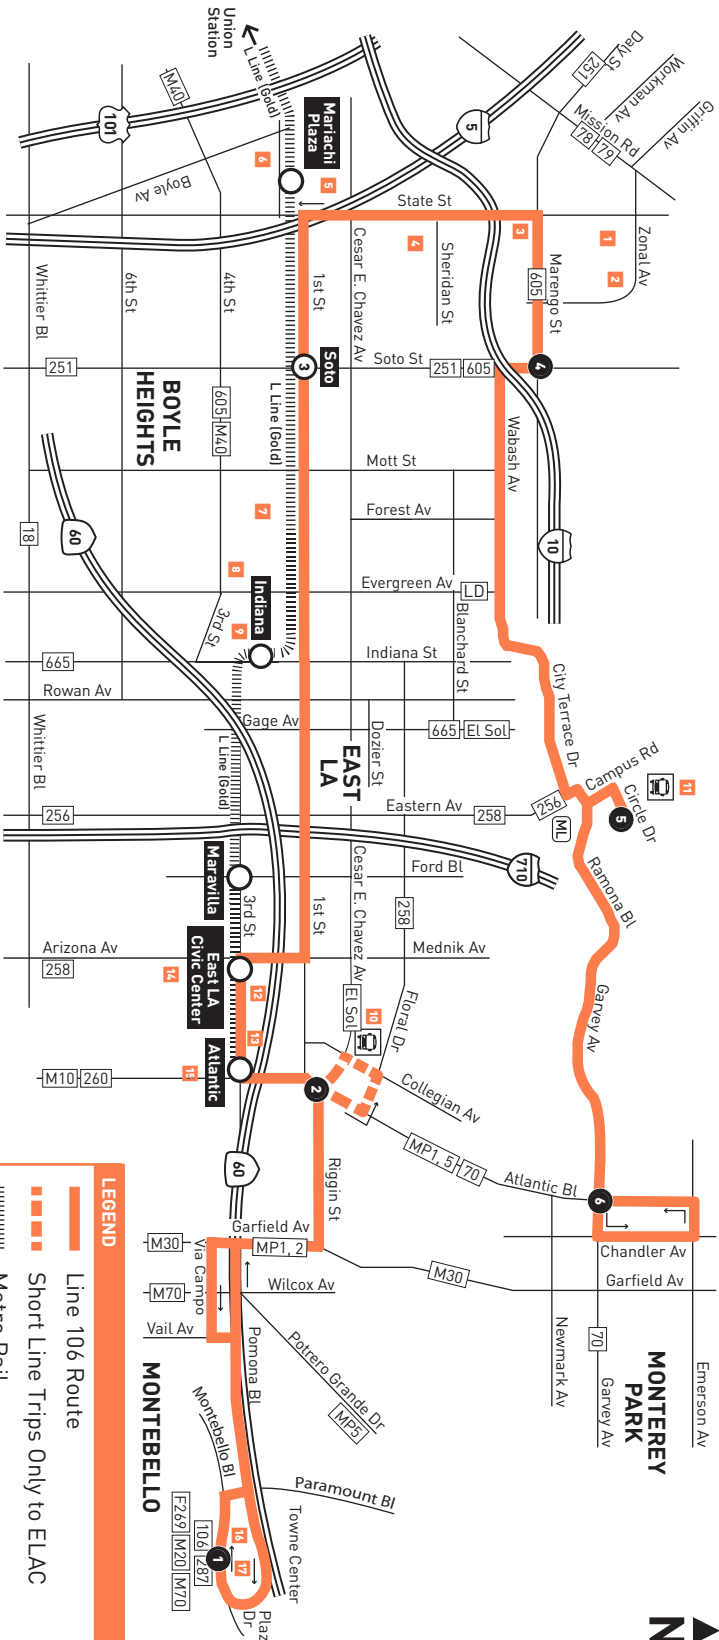 Union
Station
L Line (Gold)
101
M40
Boyle Av
6
5
Mariachi
Plaza
5
Daly St
251
Workman Av
Griffin Av
Mission Rd
78-79
State St
Zonal Av
1
2
3
4
Sheridan St
Marengo St
605
Cesar E. Chavez Av
1st St
4th St
6th St
Whittier Bl
251
Soto St
251
605
4
3
Soto
BOYLE
HEIGHTS
605-M40
L Line (Gold)
Mott St
Wabash Av
Forest Av
10
18
60
7
8
Evergreen Av
LD
Indiana
9
3rd St
Blanchard St
665
Indiana St
Rowan Av
Gage Av
Dozier St
665
El Sol
City Terrace Dr
Campus Rd
Circle Dr
11
5
256
ML
Whittier Bl
256
L Line (Gold)
EAST
LA
Eastern Av
258
710
Ramona Bl
Maravilla
3rd St
1st St
Cesar E. Chavez Av
Ford Bl
258
Arizona Av
258
East LA
Civic Center
14
12
Mednik Av
Garvey Av
El Sol
10
Floral Dr
13
Atlantic
15
M10-260
2
Collegian Av
MP1, 5-70
Atlantic Bl
6
60
Riggin St
Garfield Av
MP1, 2
M30
Via Campo
M30
Chandler Av
Garfield Av
M70
Wilcox Av
Vail Av
Pomona Bl
Potrero Grande Dr
MP5
Newmark Av
70
Garvey Av
Emerson Av
MONTEREY
PARK
MONTEBELLO
Montebello Bl
Paramount Bl
Towne Center
16
17
1
106
287
F269
M20
M70
Plaz
Dr
N
LEGEND
Line 106 Route
Short Line Trips Only to ELAC